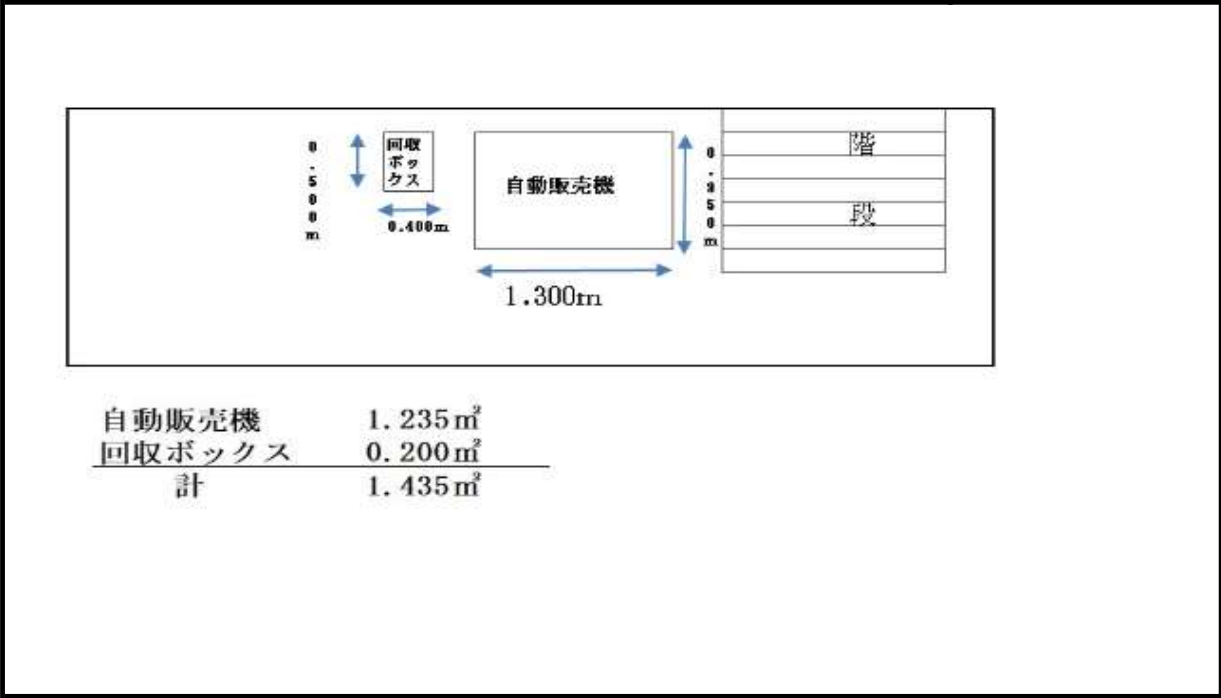 回収
ボッ
クス
0.500m
0.400m
自動販売機
0.950m
1.300m
階
段
自動販売機 1.235㎡
回収ボックス 0.200㎡
計 1.435㎡